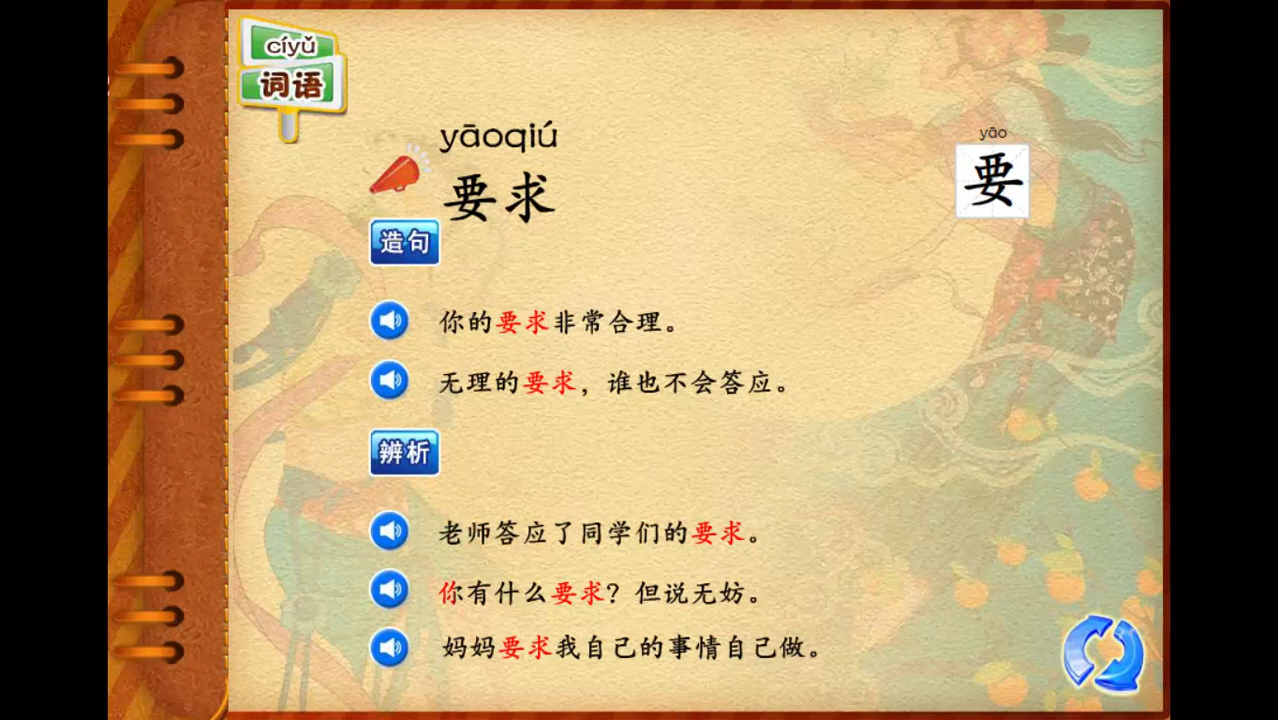 cíyǔ
词语
yāoqiú
要求
yāo
要
造句
你的要求非常合理。
无理的要求，谁也不会答应。
辨析
老师答应了同学们的要求。
你有什么要求？但说无妨。
妈妈要求我自己的事情自己做。